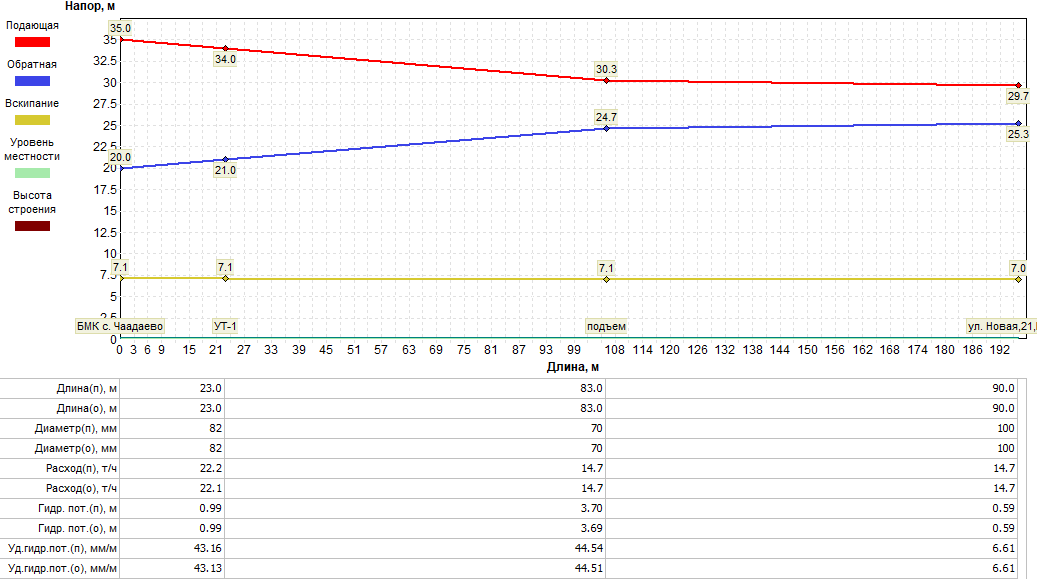 Напор, м
Подающая
Обратная
Вскипание
Уровень
местности
Высота
строения
35
32.5
30
27.5
25
22.5
20
17.5
15
12.5
10
7.5
5
2.5
0
35.0
34.0
30.3
29.7
20.0
21.0
24.7
25.3
7.1
7.1
7.1
7.0
БМК с. Чаадаево
УТ-1
подъем
ул. Новая,21,
0 3 6 9 15 21 27 33 39 45 51 57 63 69 75 81 87 93 99 108 114 120 126 132 138 144 150 156 162 168 174 180 186 192
Длина, м
Длина(п), м 23.0 83.0 90.0
Длина(о), м 23.0 83.0 90.0
Диаметр(п), мм 82 70 100
Диаметр(о), мм 82 70 100
Расход(п), т/ч 22.2 14.7 14.7
Расход(о), т/ч 22.1 14.7 14.7
Гидр. пот.(п), м 0.99 3.70 0.59
Гидр. пот.(о), м 0.99 3.69 0.59
Уд.гидр.пот.(п), мм/м 43.16 44.54 6.61
Уд.гидр.пот.(о), мм/м 43.13 44.51 6.61